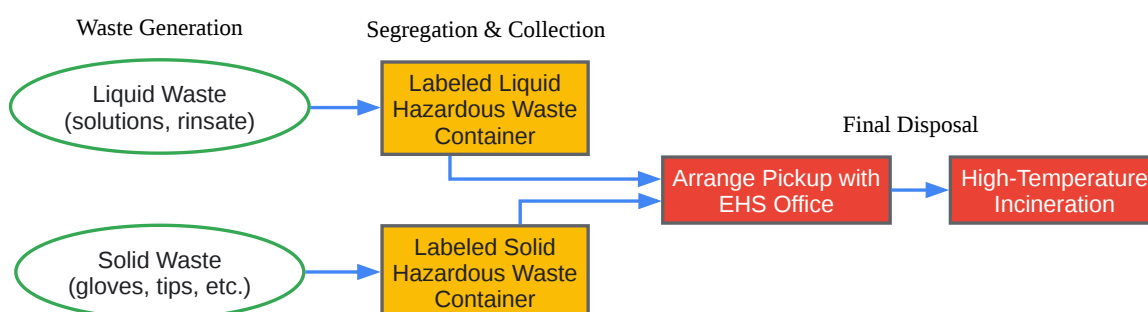 Waste Generation
Segregation & Collection
Liquid Waste
(solutions, rinsate)
Labeled Liquid
Hazardous Waste
Container
Final Disposal
Arrange Pickup with
EHS Office
High-Temperature
Incineration
Solid Waste
(gloves, tips, etc.)
Labeled Solid
Hazardous Waste
Container